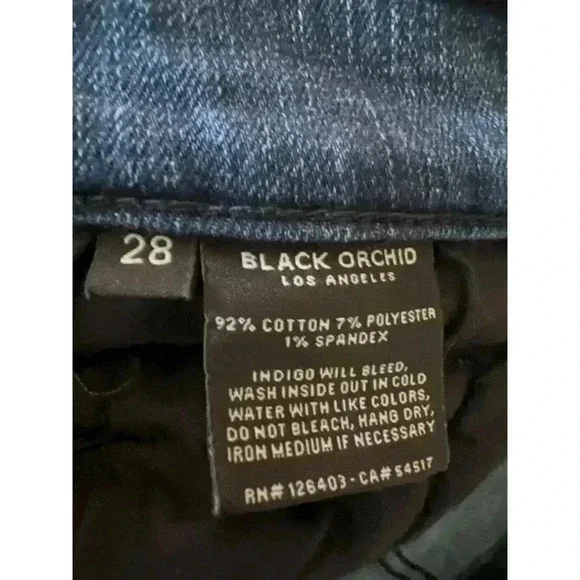 28
BLACK ORCHID
LOS ANGELES
92% COTTON 7% POLYESTER
1% SPANDEX
INDIGO WILL BLEED,
WASH INSIDE OUT IN COLD
WATER WITH LIKE COLORS,
DO NOT BLEACH, HANG DRY,
IRON MEDIUM IF NECESSARY
RN# 126403 - CA# 54517